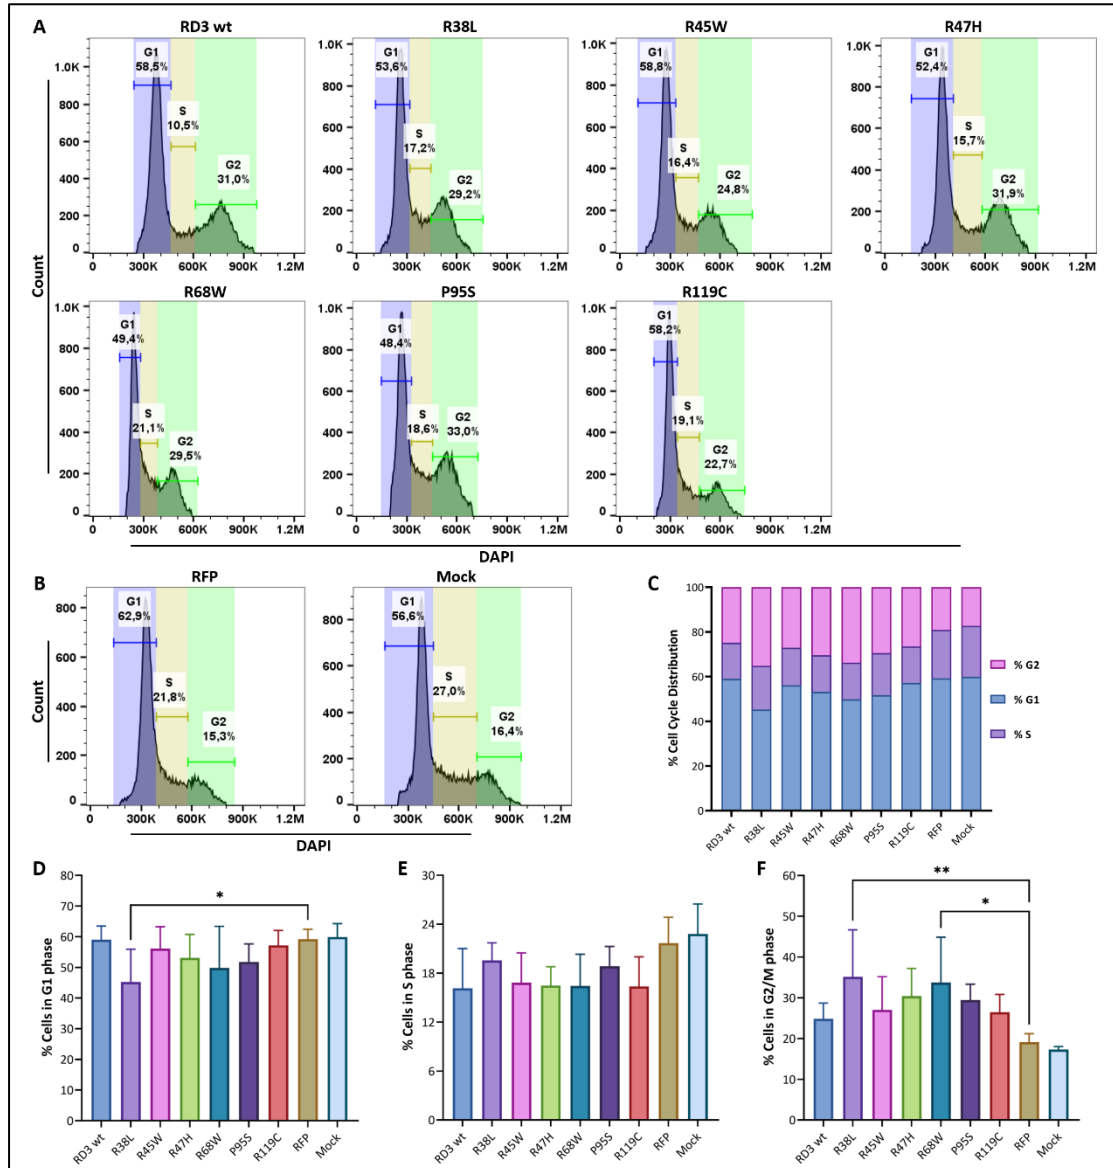 A
RD3 wt
R38L
R45W
R47H
Count
1.0K
800
600
400
200
0
G1
58,5%
S
10,5%
G2
31,0%
0
300K
600K
900K
1.2M
1.0K
800
600
400
200
0
G1
53,6%
S
17,2%
G2
29,2%
0
300K
600K
900K
1.2M
1.0K
800
600
400
200
0
G1
58,8%
S
16,4%
G2
24,8%
0
300K
600K
900K
1.2M
1.0K
800
600
400
200
0
G1
52,4%
S
15,7%
G2
31,9%
0
300K
600K
900K
1.2M
R68W
P95S
R119C
1.0K
800
600
400
200
0
G1
49,4%
S
21,1%
G2
29,5%
0
300K
600K
900K
1.2M
1.0K
800
600
400
200
0
G1
48,4%
S
18,6%
G2
33,0%
0
300K
600K
900K
1.2M
1.0K
800
600
400
200
0
G1
58,2%
S
19,1%
G2
22,7%
0
300K
600K
900K
1.2M
DAPI
B
RFP
Mock
Count
800
600
400
200
0
G1
62,9%
S
21,8%
G2
15,3%
0
300K
600K
900K
1.2M
800
600
400
200
0
G1
56,6%
S
27,0%
G2
16,4%
0
300K
600K
900K
1.2M
DAPI
C
% Cell Cycle Distribution
100
80
60
40
20
0
RD3 wt
R38L
R45W
R47H
R68W
P95S
R119C
RFP
Mock
% G2
% G1
% S
D
% Cells in G1 phase
80
70
60
50
40
30
20
10
0
*
RD3 wt
R38L
R45W
R47H
R68W
P95S
R119C
RFP
Mock
E
% Cells in S phase
30
24
18
12
6
0
RD3 wt
R38L
R45W
R47H
R68W
P95S
R119C
RFP
Mock
F
% Cells in G2/M phase
60
50
40
30
20
10
0
**
*
RD3 wt
R38L
R45W
R47H
R68W
P95S
R119C
RFP
Mock